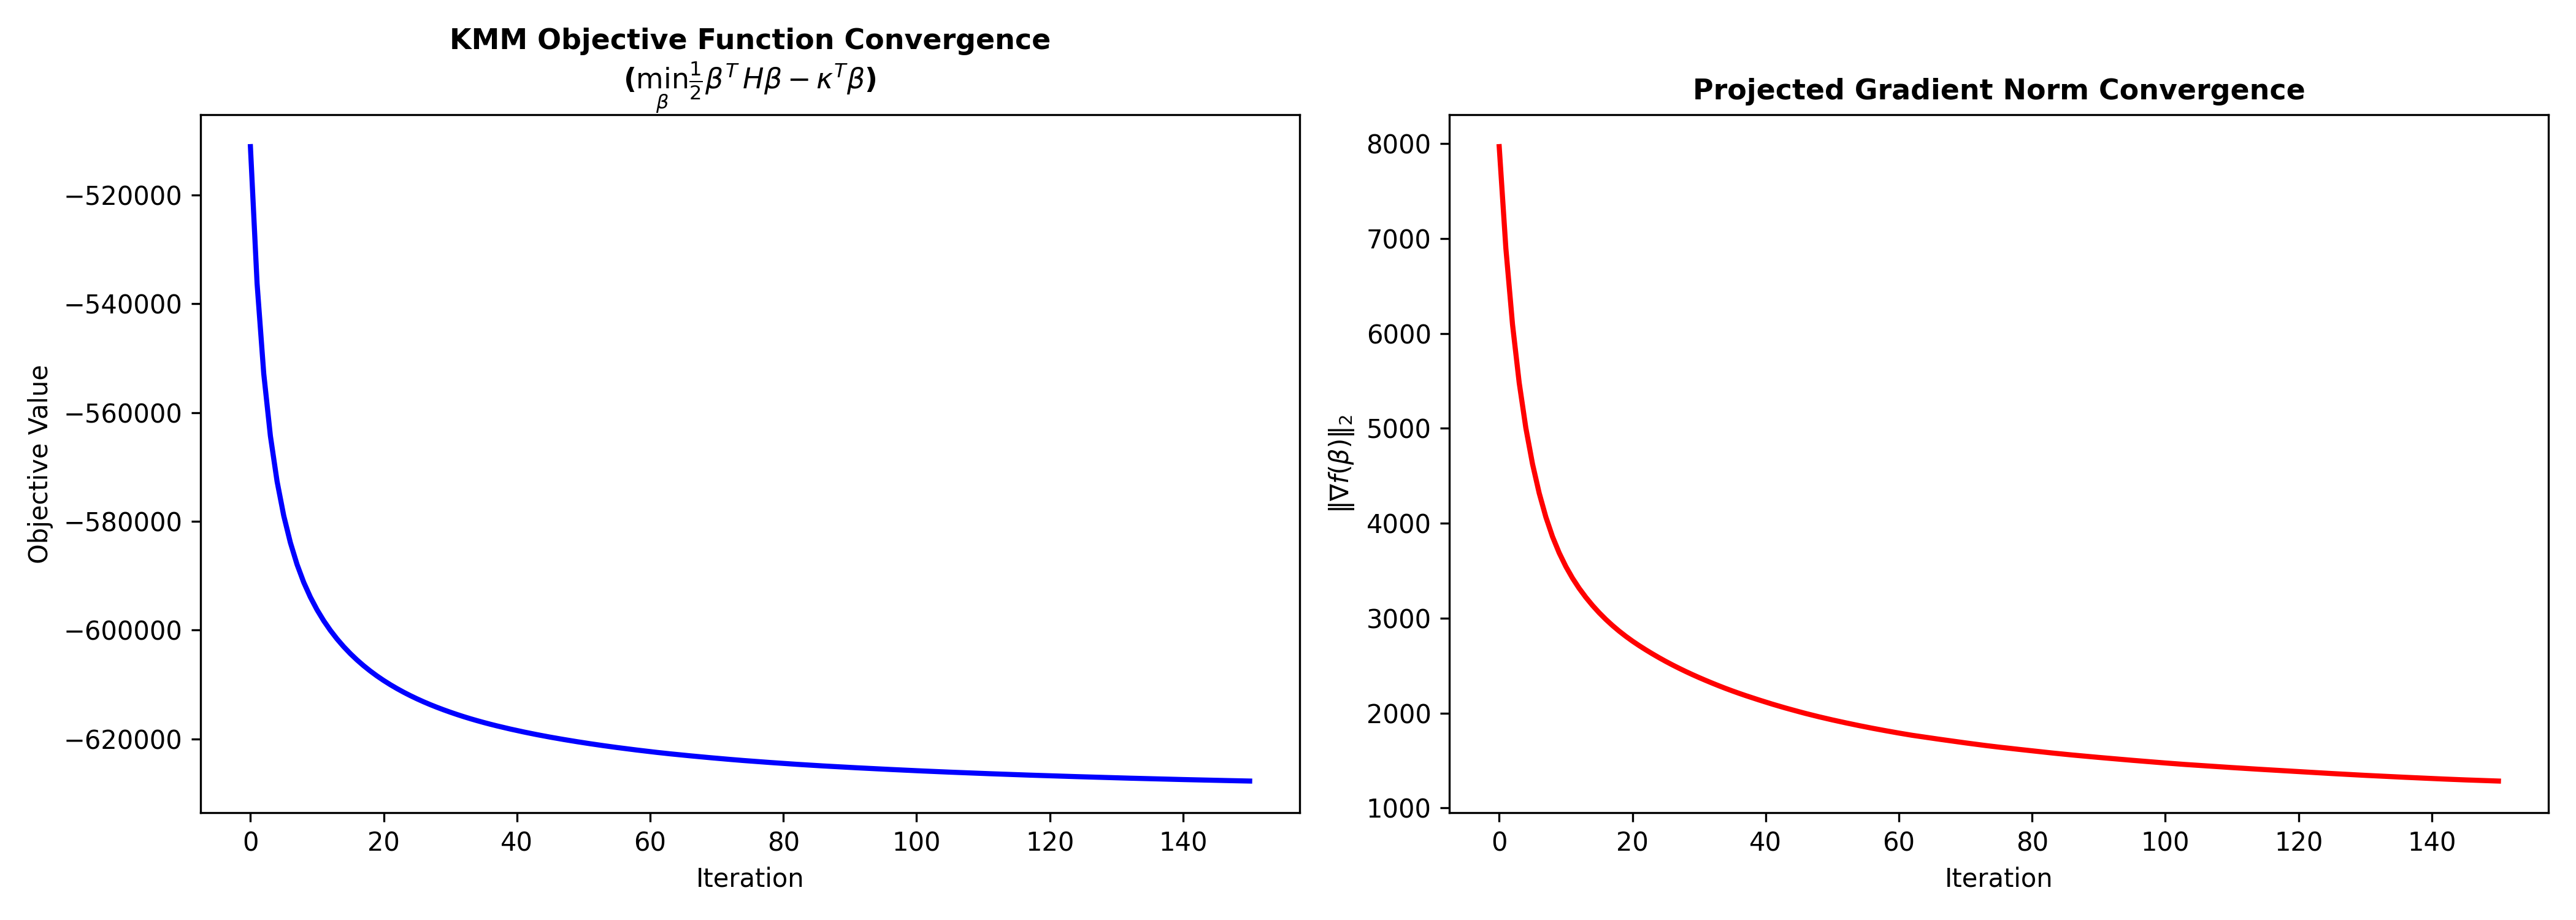 KMM Objective Function Convergence
(min_β ½ β^T Hβ − κ^T β)
Objective Value
−520000
−540000
−560000
−580000
−600000
−620000
0 20 40 60 80 100 120 140
Iteration
Projected Gradient Norm Convergence
‖∇f(β)‖₂
8000
7000
6000
5000
4000
3000
2000
1000
0 20 40 60 80 100 120 140
Iteration